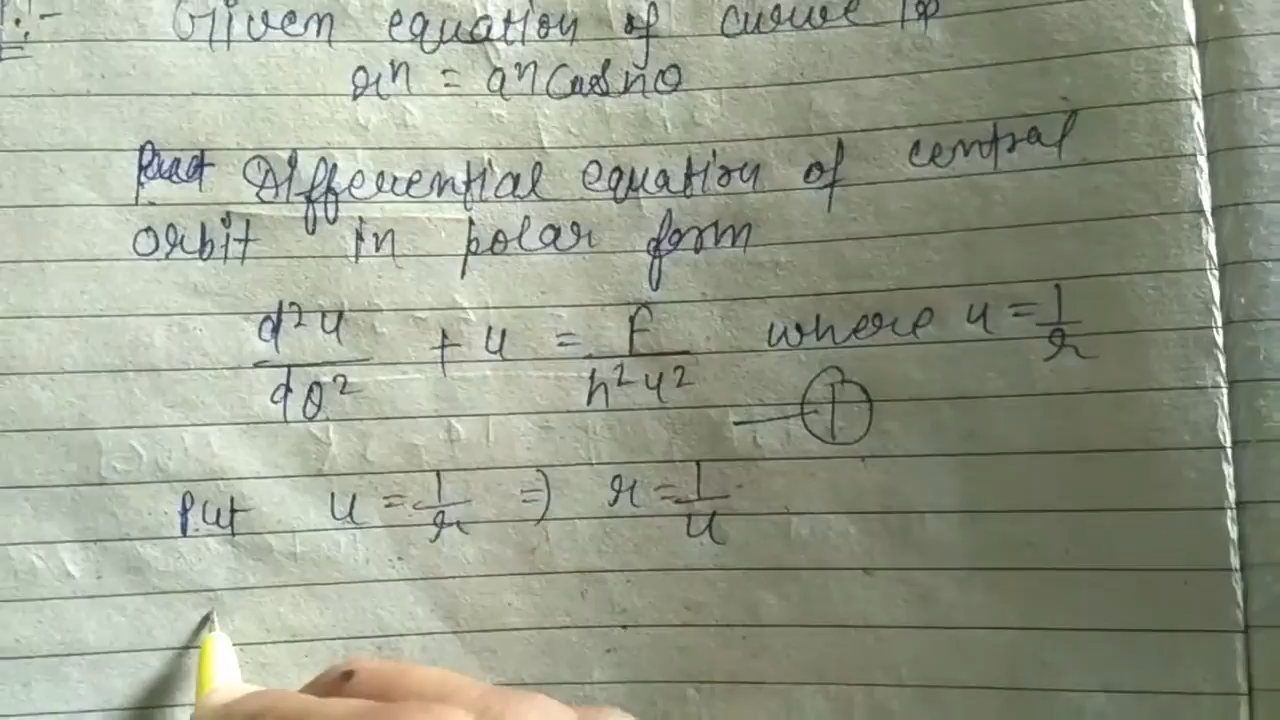 :- Given equation of curve is
rⁿ = aⁿ Cos nθ
Differential equation of central
orbit in polar form
d²u/dθ² + u = F/h²u² where u = 1/r
— ①
Put u = 1/r ⇒ r = 1/u